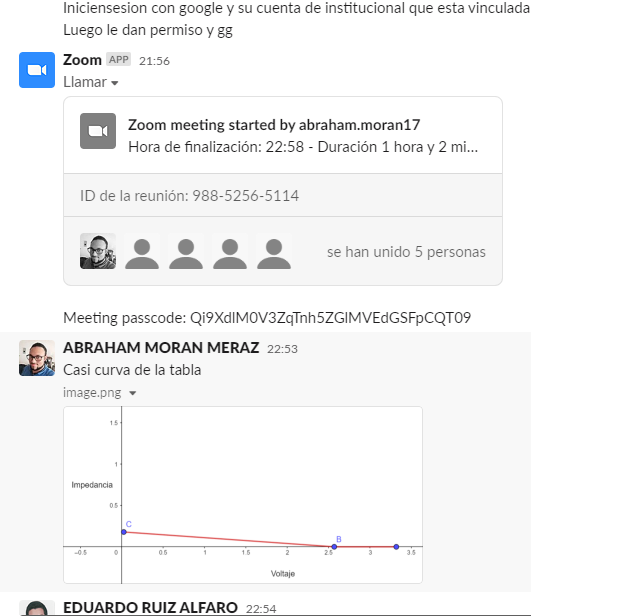 Iniciensesion con google y su cuenta de institucional que esta vinculada
Luego le dan permiso y gg
Zoom APP 21:56
Llamar
Zoom meeting started by abraham.moran17
Hora de finalización: 22:58 - Duración 1 hora y 2 mi...
ID de la reunión: 988-5256-5114
se han unido 5 personas
Meeting passcode: Qi9XdlM0V3ZqTnh5ZGlMVEdGSFpCQT09
ABRAHAM MORAN MERAZ 22:53
Casi curva de la tabla
image.png
1.5
1
Impedancia
0.5
C
B
-0.5 0 0.5 1 1.5 2 2.5 3 3.5
Voltaje
EDUARDO RUIZ ALFARO 22:54